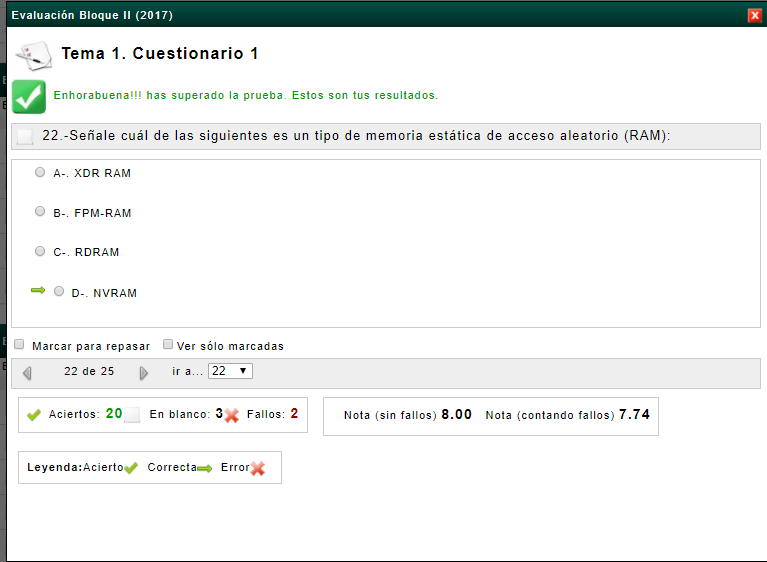 Evaluación Bloque II (2017)
Tema 1. Cuestionario 1
Enhorabuena!!! has superado la prueba. Estos son tus resultados.
22.-Señale cuál de las siguientes es un tipo de memoria estática de acceso aleatorio (RAM):
A-. XDR RAM
B-. FPM-RAM
C-. RDRAM
D-. NVRAM
Marcar para repasar Ver sólo marcadas
22 de 25 ir a... 22
Aciertos: 20 En blanco: 3 Fallos: 2 Nota (sin fallos) 8.00 Nota (contando fallos) 7.74
Leyenda:Acierto Correcta Error